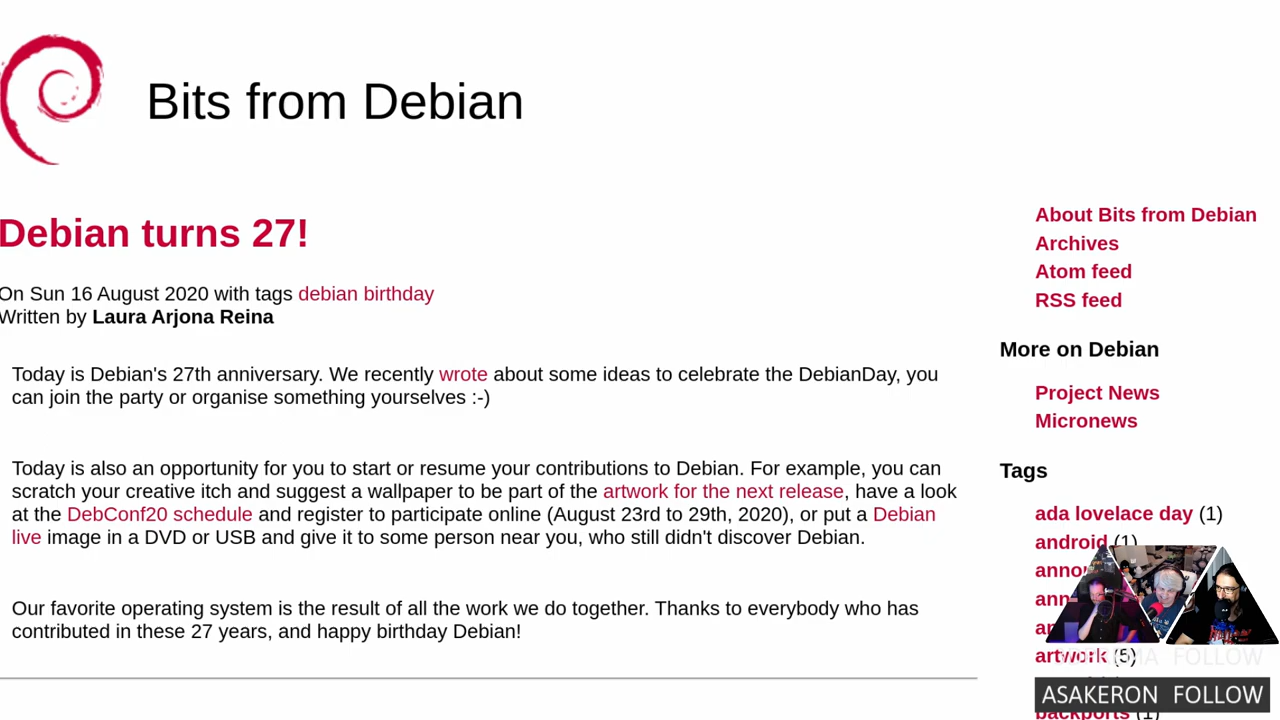 Bits from Debian
Debian turns 27!
On Sun 16 August 2020 with tags debian birthday
Written by Laura Arjona Reina
Today is Debian's 27th anniversary. We recently wrote about some ideas to celebrate the DebianDay, you
can join the party or organise something yourselves :-)
Today is also an opportunity for you to start or resume your contributions to Debian. For example, you can
scratch your creative itch and suggest a wallpaper to be part of the artwork for the next release, have a look
at the DebConf20 schedule and register to participate online (August 23rd to 29th, 2020), or put a Debian
live image in a DVD or USB and give it to some person near you, who still didn't discover Debian.
Our favorite operating system is the result of all the work we do together. Thanks to everybody who has
contributed in these 27 years, and happy birthday Debian!
About Bits from Debian
Archives
Atom feed
RSS feed
More on Debian
Project News
Micronews
Tags
ada lovelace day (1)
android (1)
artwork (5)
FOLLOW
ASAKERON FOLLOW
backports (1)